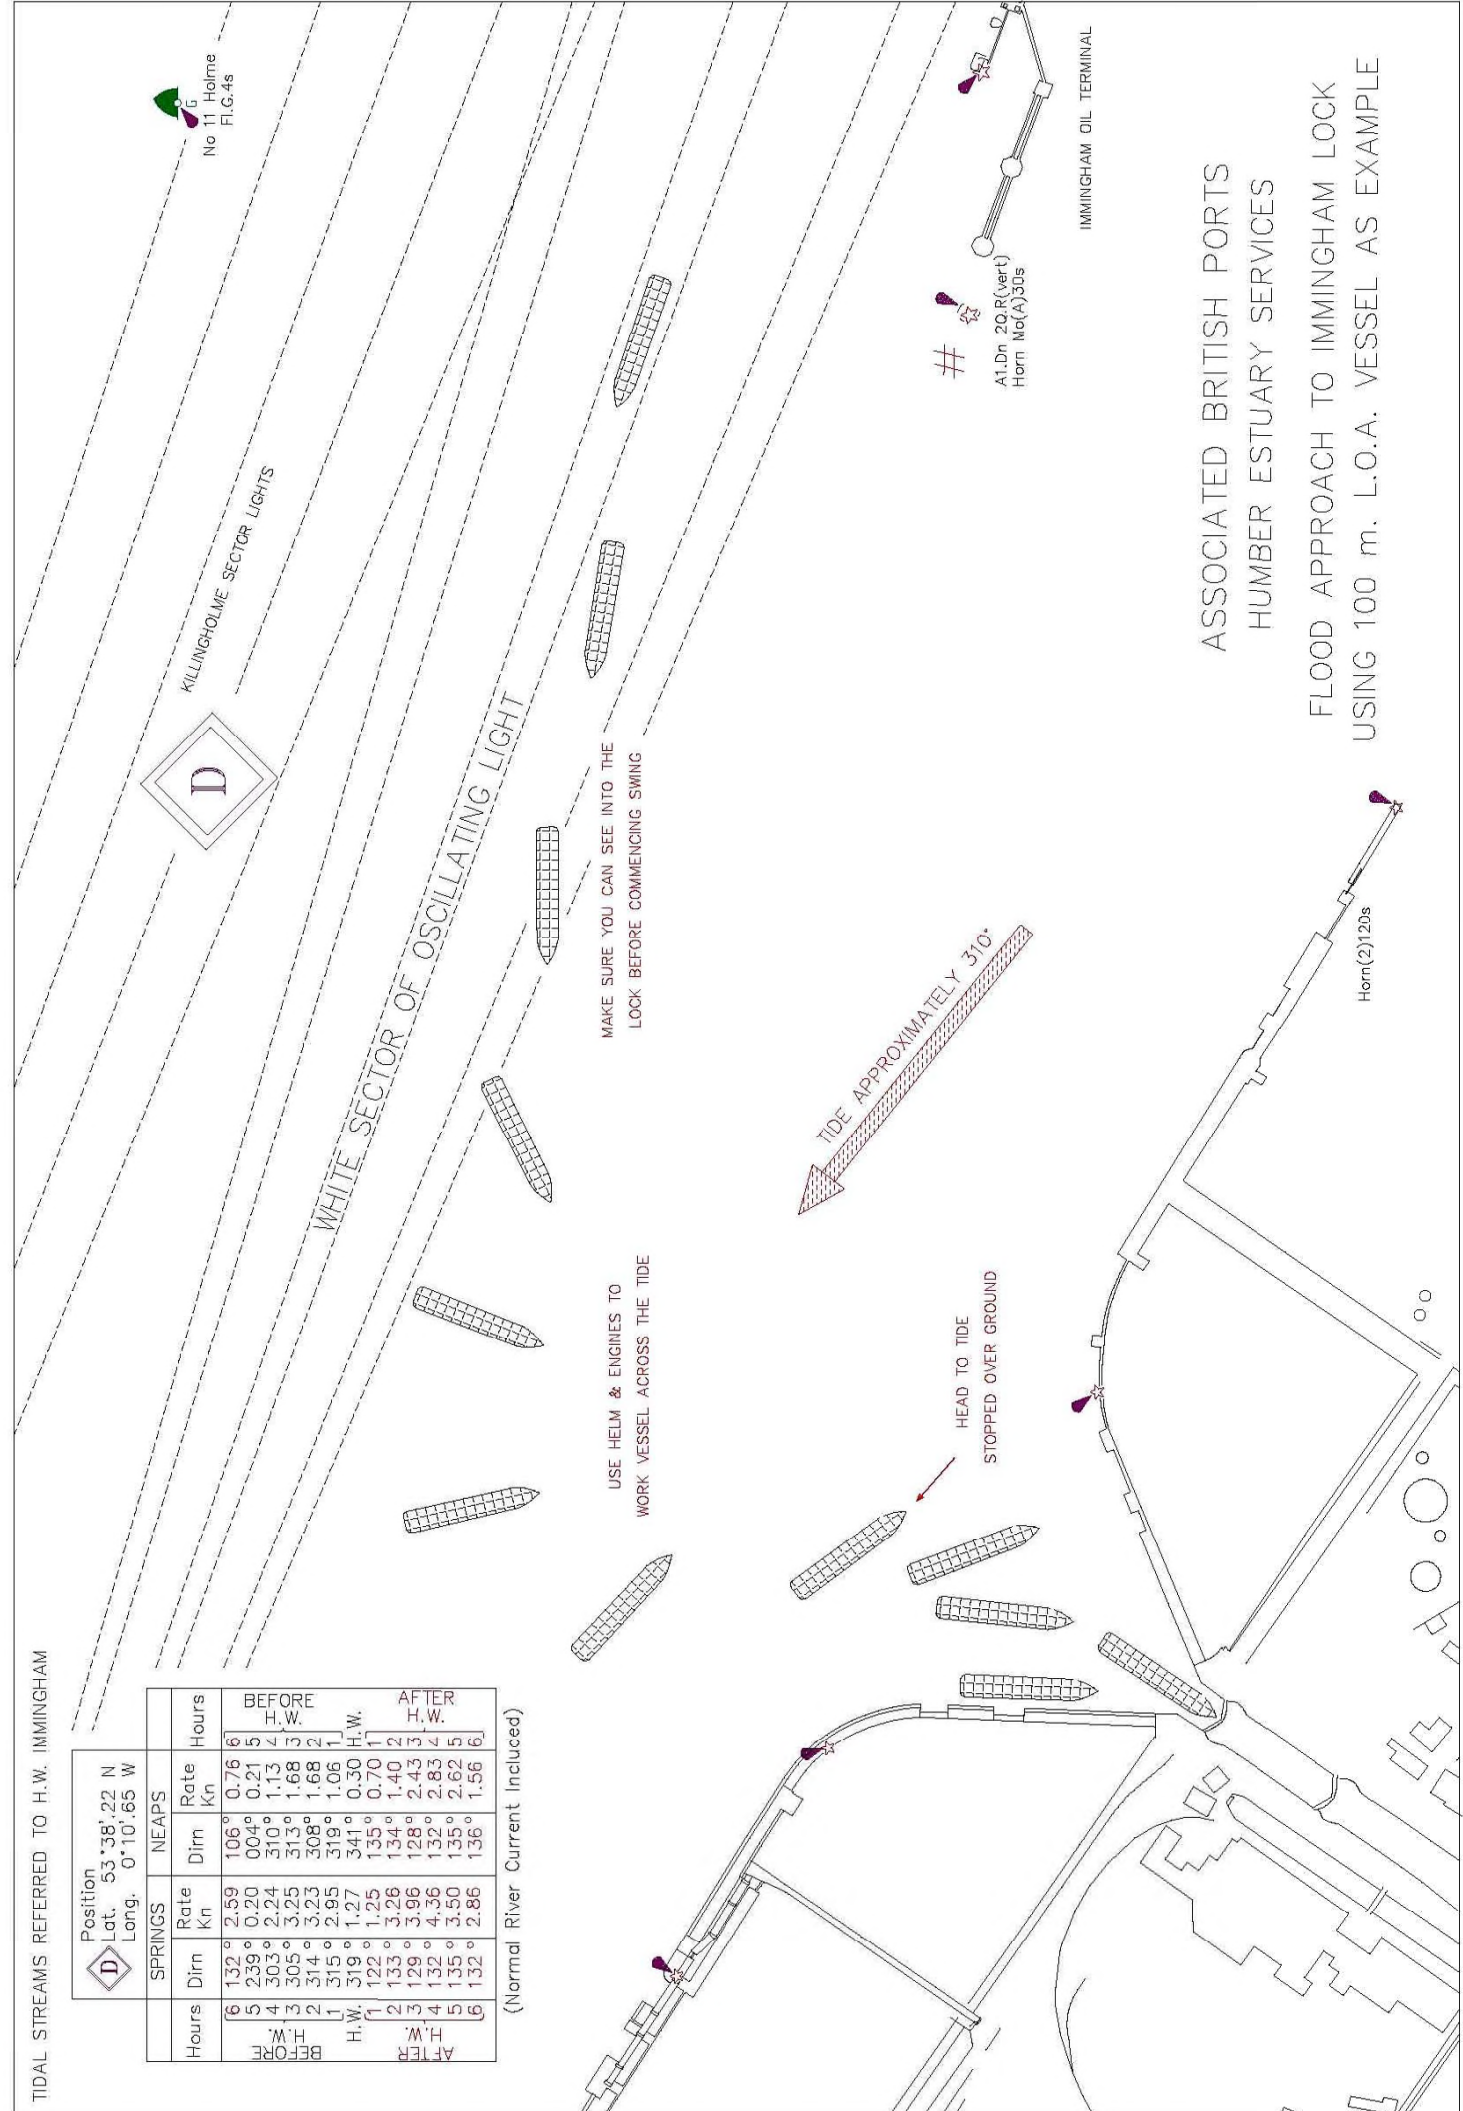 TIDAL STREAMS REFERRED TO H.W. IMMINGHAM
D Position
Lat. 53°38'.22 N
Long. 0°10'.65 W
SPRINGS NEAPS
Hours Dirn Rate Kn Dirn Rate Kn Hours
BEFORE H.W. 6 132° 2.59 106° 0.76 6 BEFORE H.W.
5 239° 0.20 004° 0.21 5
4 303° 2.24 310° 1.13 4
3 305° 3.25 313° 1.68 3
2 314° 3.23 308° 1.68 2
1 315° 2.95 319° 1.06 1
H.W. 319° 1.27 341° 0.30 H.W.
AFTER H.W. 1 122° 1.25 135° 0.70 1 AFTER H.W.
2 133° 3.26 134° 1.40 2
3 129° 3.96 128° 2.43 3
4 132° 4.36 132° 2.83 4
5 135° 3.50 135° 2.62 5
6 132° 2.86 136° 1.56 6
(Normal River Current Included)
No 11 Holme
Fl.G.4s
G
KILLINGHOLME SECTOR LIGHTS
D
WHITE SECTOR OF OSCILLATING LIGHT
MAKE SURE YOU CAN SEE INTO THE
LOCK BEFORE COMMENCING SWING
USE HELM & ENGINES TO
WORK VESSEL ACROSS THE TIDE
TIDE APPROXIMATELY 310°
HEAD TO TIDE
STOPPED OVER GROUND
A1.Dn 2Q.R(vert)
Horn Mo(A)30s
IMMINGHAM OIL TERMINAL
Horn(2)120s
ASSOCIATED BRITISH PORTS
HUMBER ESTUARY SERVICES
FLOOD APPROACH TO IMMINGHAM LOCK
USING 100 m. L.O.A. VESSEL AS EXAMPLE